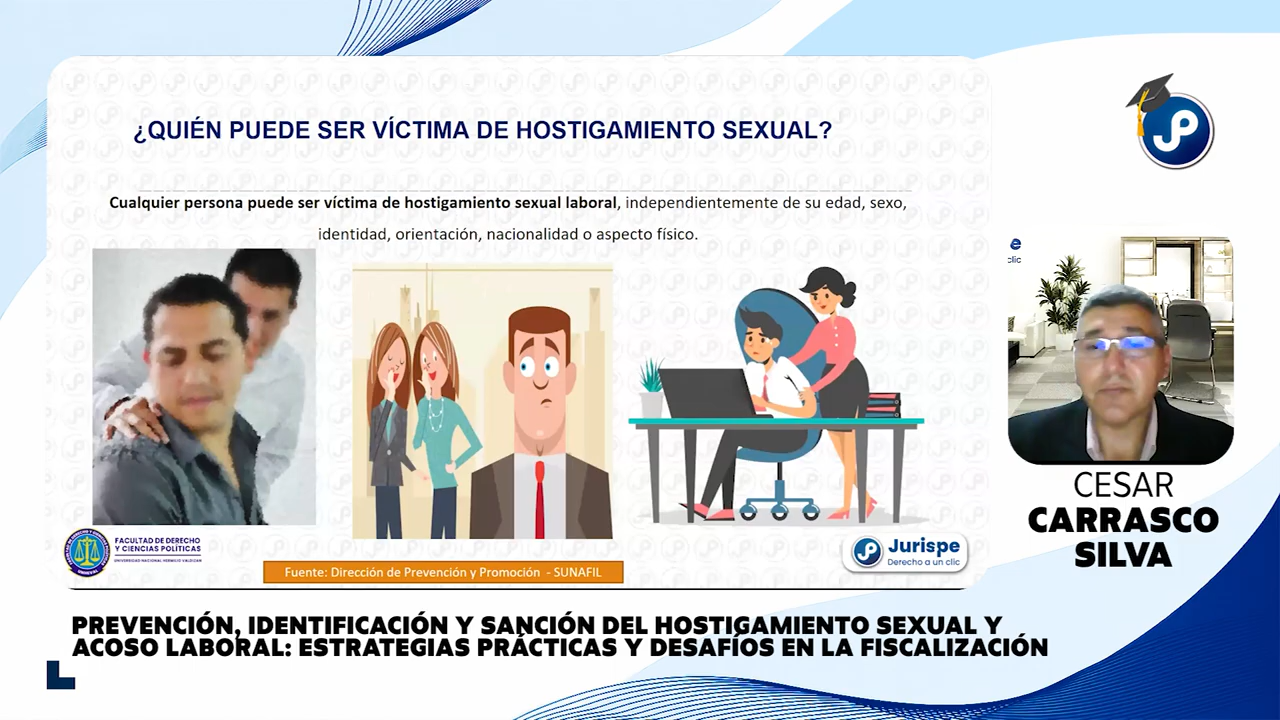 ¿QUIÉN PUEDE SER VÍCTIMA DE HOSTIGAMIENTO SEXUAL?
Cualquier persona puede ser víctima de hostigamiento sexual laboral, independientemente de su edad, sexo,
identidad, orientación, nacionalidad o aspecto físico.
FACULTAD DE DERECHO
Y CIENCIAS POLÍTICAS
UNIVERSIDAD NACIONAL HERMILIO VALDIZAN
Fuente: Dirección de Prevención y Promoción - SUNAFIL
Jurispe
Derecho a un clic
JP
e
clic
CESAR
CARRASCO
SILVA
PREVENCIÓN, IDENTIFICACIÓN Y SANCIÓN DEL HOSTIGAMIENTO SEXUAL Y
ACOSO LABORAL: ESTRATEGIAS PRÁCTICAS Y DESAFÍOS EN LA FISCALIZACIÓN